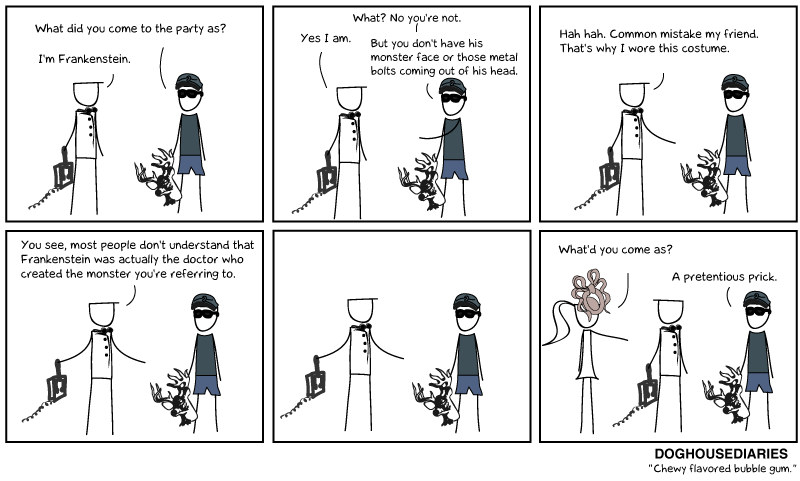 What did you come to the party as?
I'm Frankenstein.
What? No you're not.
Yes I am.
But you don't have his
monster face or those metal
bolts coming out of his head.
Hah hah. Common mistake my friend.
That's why I wore this costume.
You see, most people don't understand that
Frankenstein was actually the doctor who
created the monster you're referring to.
What'd you come as?
A pretentious prick.
DOGHOUSEDIARIES
"Chewy flavored bubble gum."